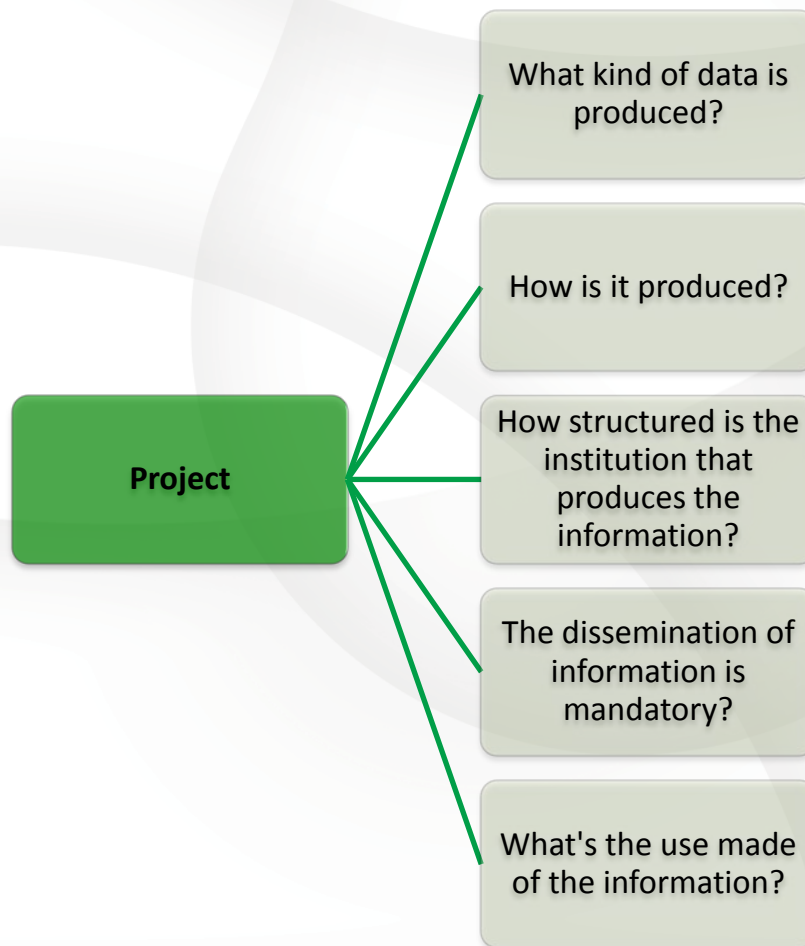 What kind of data is
produced?
How is it produced?
Project
How structured is the
institution that
produces the
information?
The dissemination of
information is
mandatory?
What's the use made
of the information?